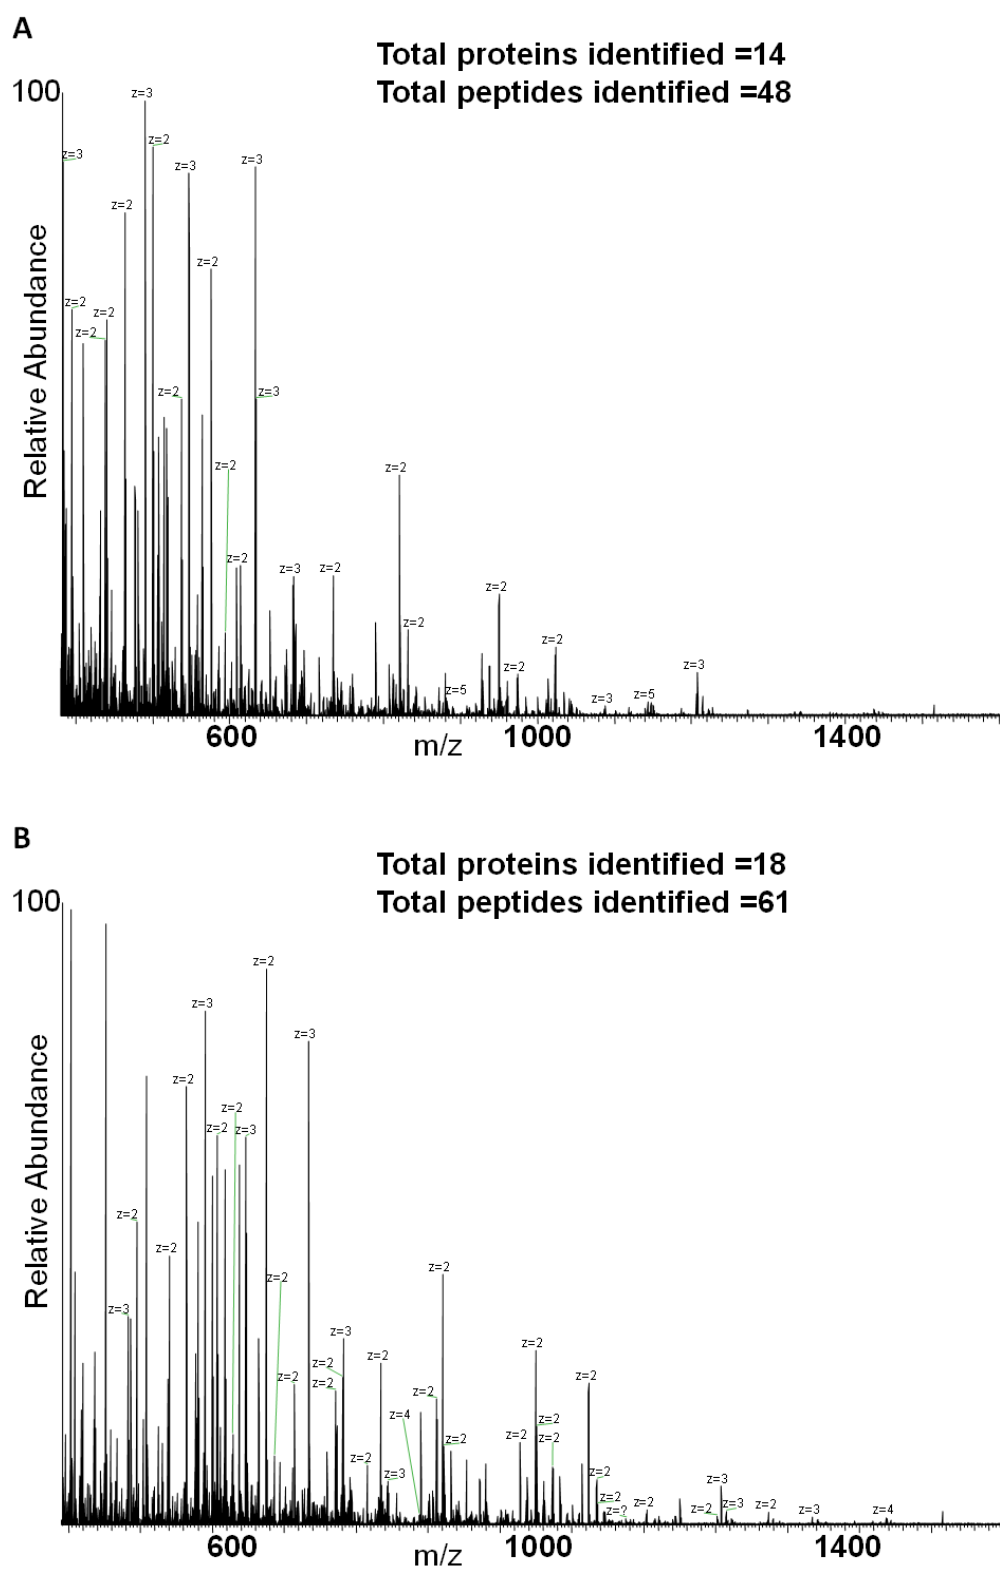 A
Total proteins identified =14
Total peptides identified =48
100
z=3
z=2
z=3
z=3
z=3
z=2
z=2
z=2
z=2
z=2
z=2
z=3
z=2
z=2
z=3
z=2
z=2
z=2
z=5
z=2
z=2
z=2
z=3
z=5
z=3
Relative Abundance
600
m/z
1000
1400
B
Total proteins identified =18
Total peptides identified =61
100
z=2
z=3
z=3
z=2
z=2
z=2
z=3
z=2
z=2
z=3
z=2
z=2
z=3
z=2
z=2
z=2
z=2
z=4
z=2
z=2
z=3
z=2
z=2
z=2
z=2
z=2
z=2
z=2
z=2
z=?
z=2
z=2
z=3
z=3
z=2
z=3
z=4
Relative Abundance
600
m/z
1000
1400